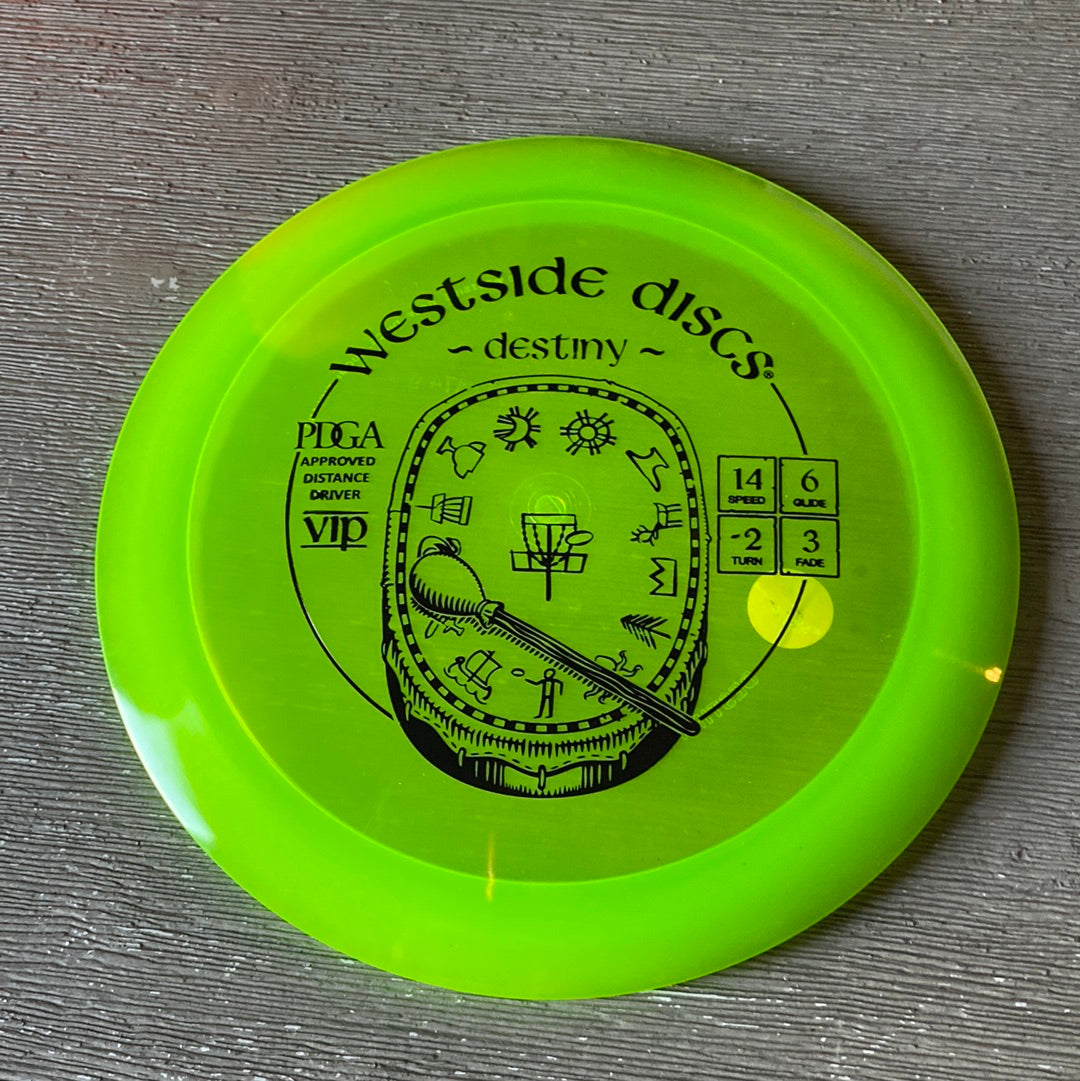 westside discs®
~ destiny ~
PDGA
APPROVED
DISTANCE
DRIVER
VIP
14
SPEED
6
GLIDE
-2
TURN
3
FADE